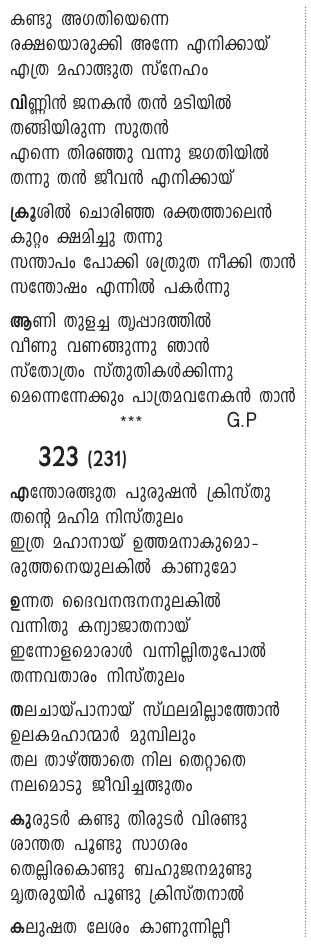 കണ്ടു അഗതിയെന്നെ
രക്ഷയൊരുക്കി അന്നേ എനിക്കായ്
എത്ര മഹാത്ഭുത സ്നേഹം
വിണ്ണിൻ ജനകൻ തൻ മടിയിൽ
തങ്ങിയിരുന്ന സുതൻ
എന്നെ തിരഞ്ഞു വന്നു ജഗതിയിൽ
തന്നു തൻ ജീവൻ എനിക്കായ്
ക്രൂശിൽ ചൊരിഞ്ഞ രക്തത്താലെൻ
കുറ്റം ക്ഷമിച്ചു തന്നു
സന്താപം പോക്കി ശത്രുത നീക്കി താൻ
സന്തോഷം എന്നിൽ പകർന്നു
ആണി തുളച്ച തൃപ്പാദത്തിൽ
വീണു വണങ്ങുന്നു ഞാൻ
സ്തോത്രം സ്തുതികൾക്കിന്നു
മെന്നെന്നേക്കും പാത്രമവനേകൻ താൻ
*** G.P
323 (231)
എന്തോരത്ഭുത പുരുഷൻ ക്രിസ്തു
തന്റെ മഹിമ നിസ്തുലം
ഇത്ര മഹാനായ് ഉത്തമനാകുമൊ-
രുത്തനെയുലകിൽ കാണുമോ
ഉന്നത ദൈവനന്ദനനുലകിൽ
വന്നിതു കന്യാജാതനായ്
ഇന്നോളമൊരാൾ വന്നില്ലിതുപോൽ
തന്നവതാരം നിസ്തുലം
തലചായ്പാനായ് സ്ഥലമില്ലാത്തോൻ
ഉലകമഹാന്മാർ മുമ്പിലും
തല താഴ്ത്താതെ നില തെറ്റാതെ
നലമൊടു ജീവിച്ചത്ഭുതം
കുരുടർ കണ്ടു തിരുടർ വിരണ്ടു
ശാന്തത പൂണ്ടു സാഗരം
തെല്ലിരകൊണ്ടു ബഹുജനമുണ്ടു
മൃതരുയിർ പൂണ്ടു ക്രിസ്തനാൽ
കലുഷത ലേശം കാണുന്നില്ലീ